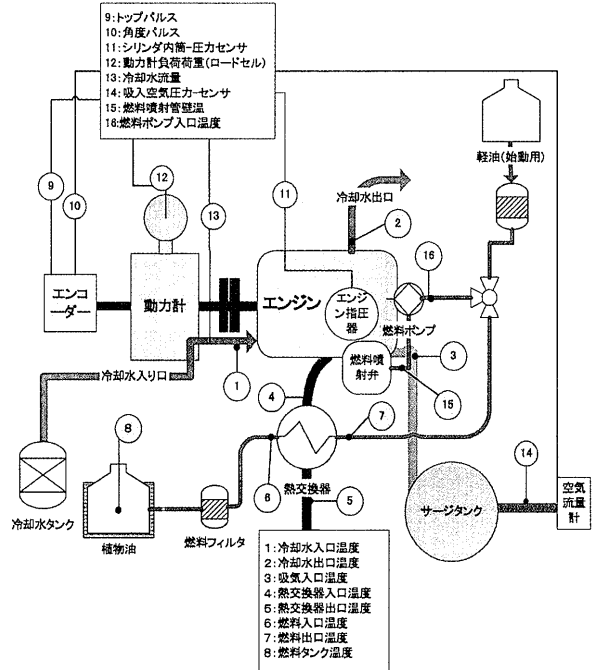 9:トップパルス
10:角度パルス
11:シリンダ内筒-圧力センサ
12:動力計負荷荷重(ロードセル)
13:冷却水流量
14:吸入空気圧力-センサ
15:燃料噴射管壁温
16:燃料ポンプ入口温度
軽油(始動用)
12
9
10
13
11
冷却水出口
2
16
エンコ
ーダー
動力計
エンジン
エンジ
ン指圧
器
燃料ポンプ
燃料噴
射弁
3
15
1
冷却水入り口
4
7
8
6
熱交換器
5
14
冷却水タンク
植物油
燃料フィルタ
サージタンク
空気
流量
計
1:冷却水入口温度
2:冷却水出口温度
3:吸気入口温度
4:熱交換器入口温度
5:熱交換器出口温度
6:燃料入口温度
7:燃料出口温度
8:燃料タンク温度